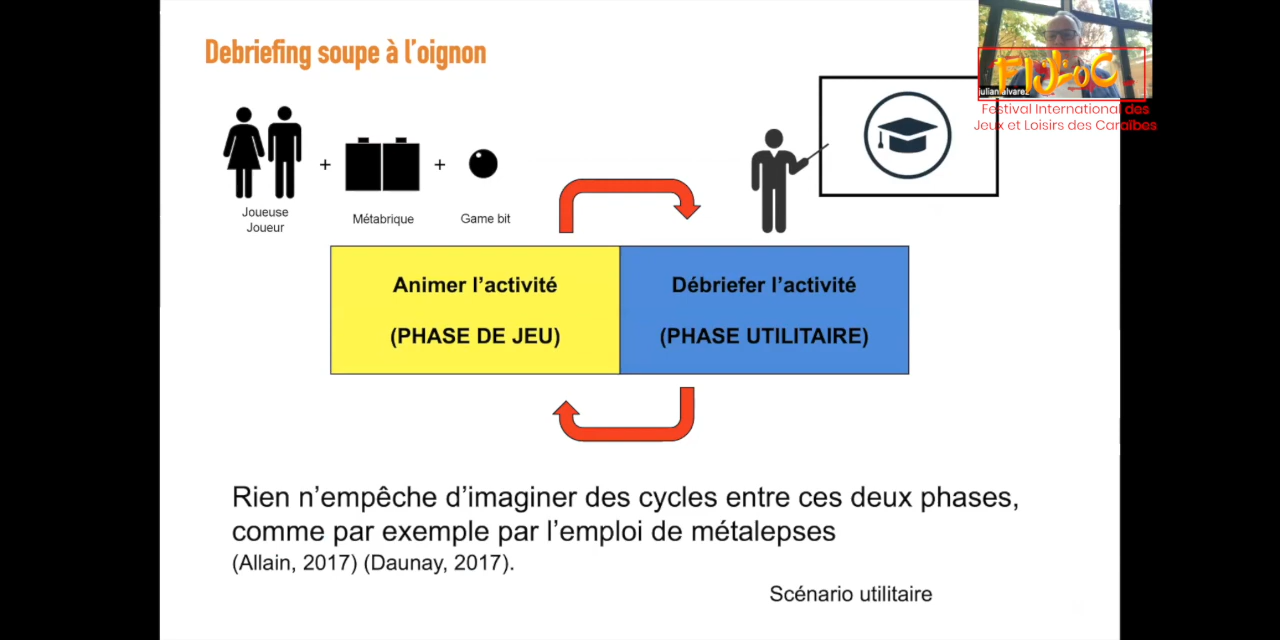 Debriefing soupe à l'oignon
FIJLoC
ulian alvarez
Festival International des
Jeux et Loisirs des Caraïbes
+
+
Joueuse
Joueur
Métabrique
Game bit
Animer l'activité
(PHASE DE JEU)
Débriefer l'activité
(PHASE UTILITAIRE)
Rien n'empêche d'imaginer des cycles entre ces deux phases,
comme par exemple par l'emploi de métalepses
(Allain, 2017) (Daunay, 2017).
Scénario utilitaire